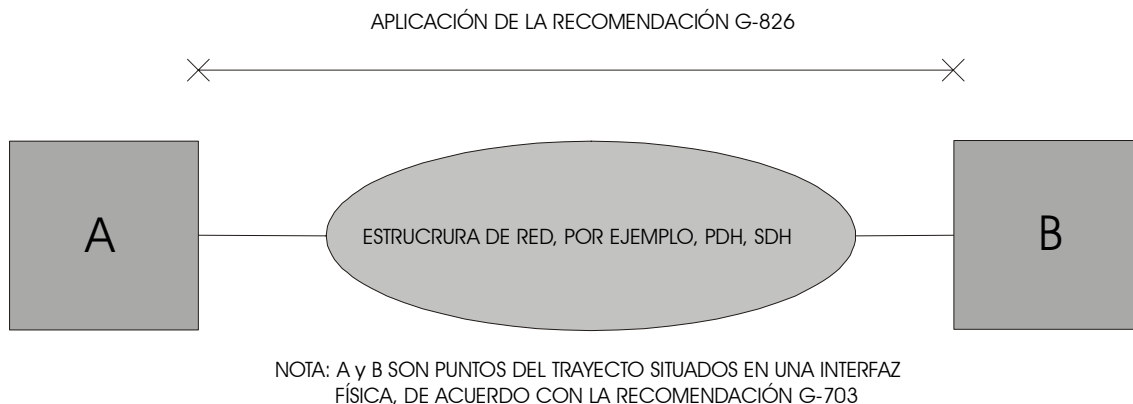 APLICACIÓN DE LA RECOMENDACIÓN G-826
A
ESTRUCRURA DE RED, POR EJEMPLO, PDH, SDH
B
NOTA: A y B SON PUNTOS DEL TRAYECTO SITUADOS EN UNA INTERFAZ
FÍSICA, DE ACUERDO CON LA RECOMENDACIÓN G-703